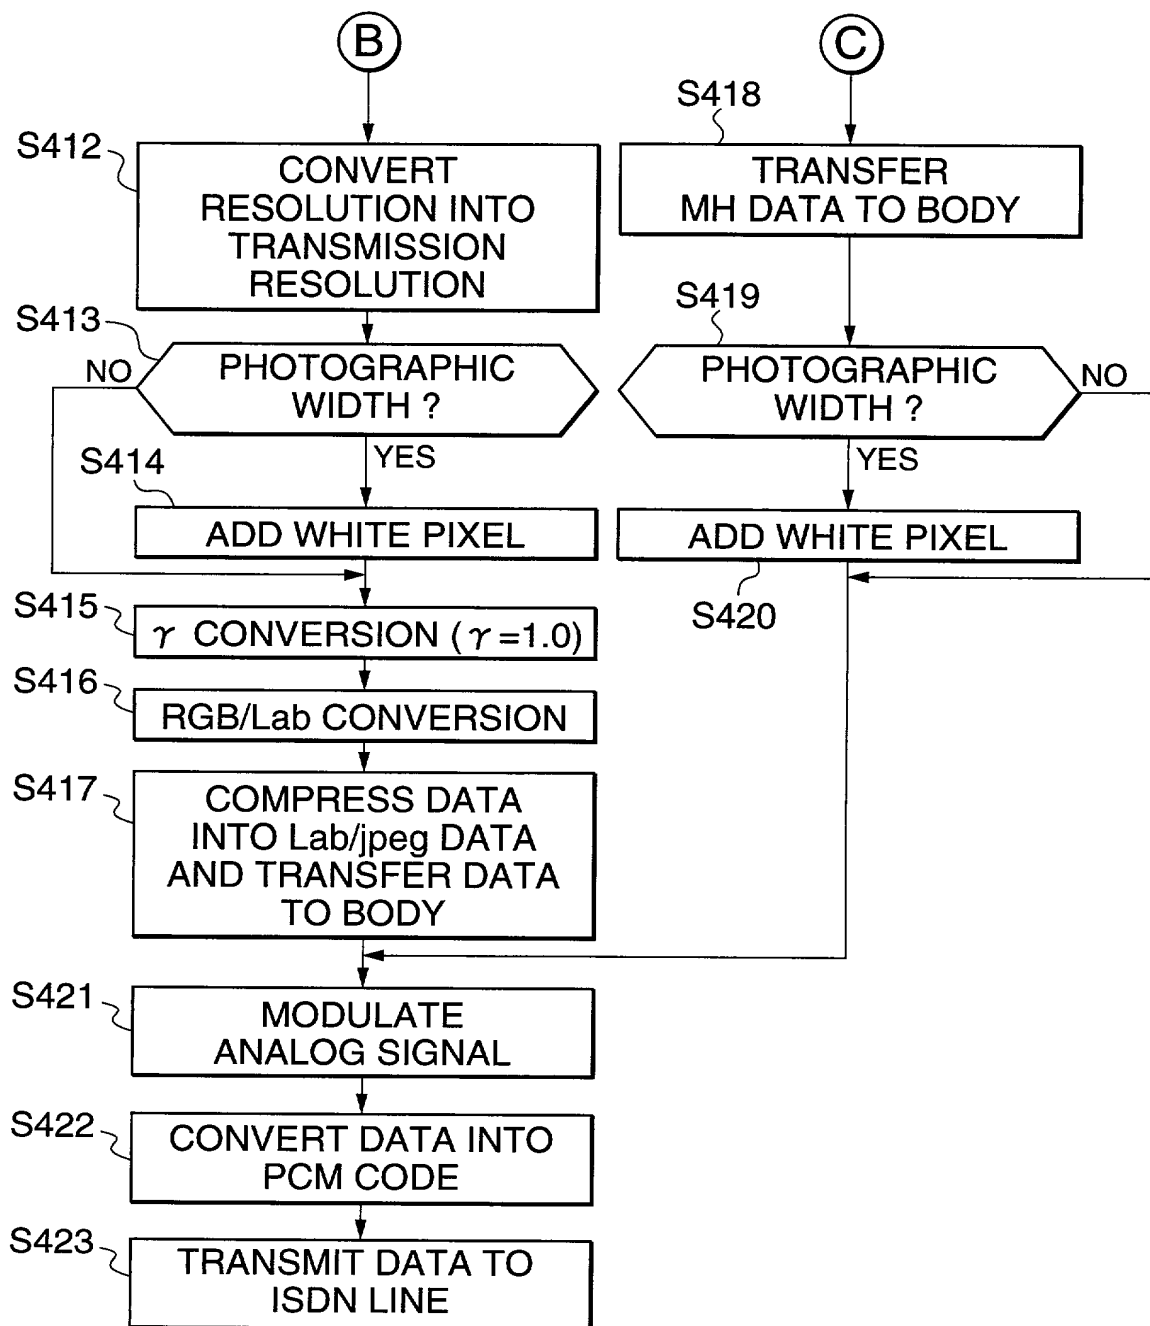 B
S412
CONVERT
RESOLUTION INTO
TRANSMISSION
RESOLUTION
S413
NO
PHOTOGRAPHIC
WIDTH ?
YES
S414
ADD WHITE PIXEL
S415
γ CONVERSION ( γ =1.0)
S416
RGB/Lab CONVERSION
S417
COMPRESS DATA
INTO Lab/jpeg DATA
AND TRANSFER DATA
TO BODY
C
S418
TRANSFER
MH DATA TO BODY
S419
PHOTOGRAPHIC
WIDTH ?
NO
YES
ADD WHITE PIXEL
S420
S421
MODULATE
ANALOG SIGNAL
S422
CONVERT DATA INTO
PCM CODE
S423
TRANSMIT DATA TO
ISDN LINE